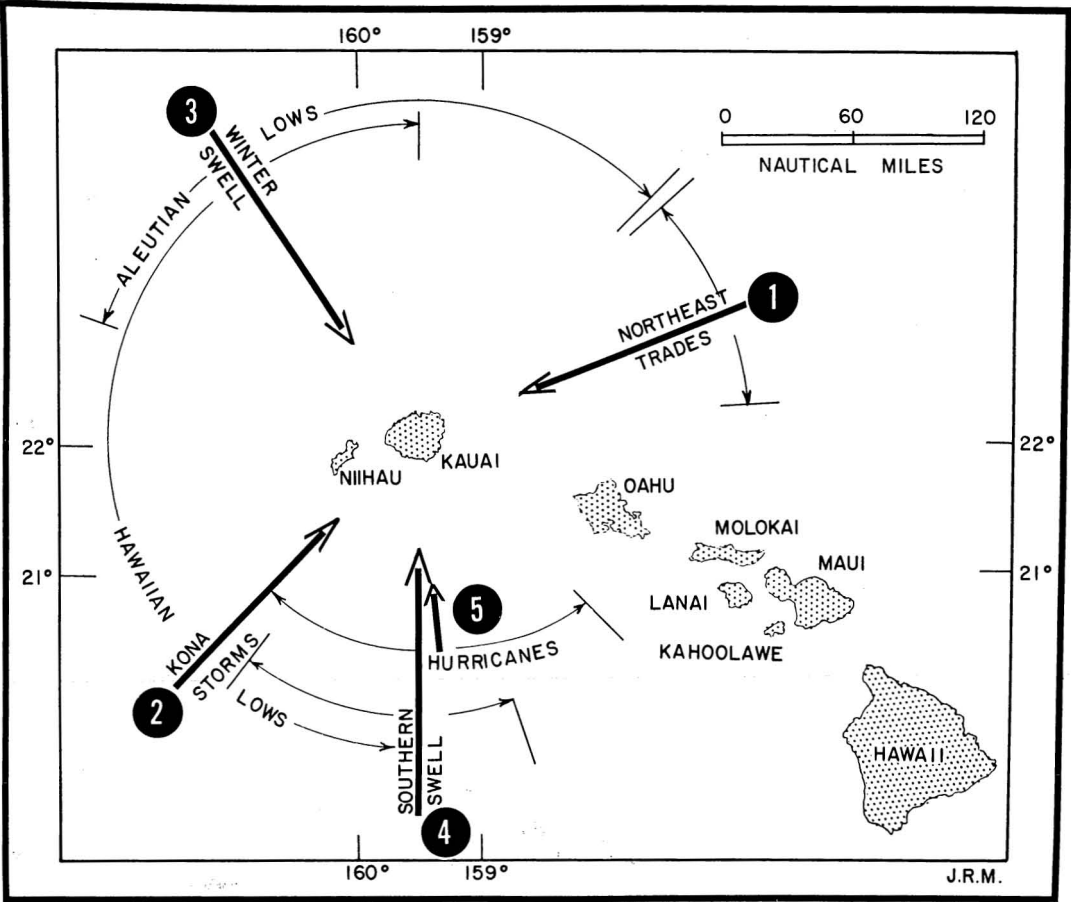 160° 159°
3
WINTER
SWELL
LOWS
ALEUTIAN
0 60 120
NAUTICAL MILES
1
NORTHEAST
TRADES
22°
22°
NIIHAU
KAUAI
OAHU
MOLOKAI
MAUI
LANAI
KAHOOLAWE
HAWAII
21°
21°
HAWAIIAN
LOWS
KONA
STORMS
2
5
HURRICANES
SOUTHERN
SWELL
4
160° 159°
J.R.M.